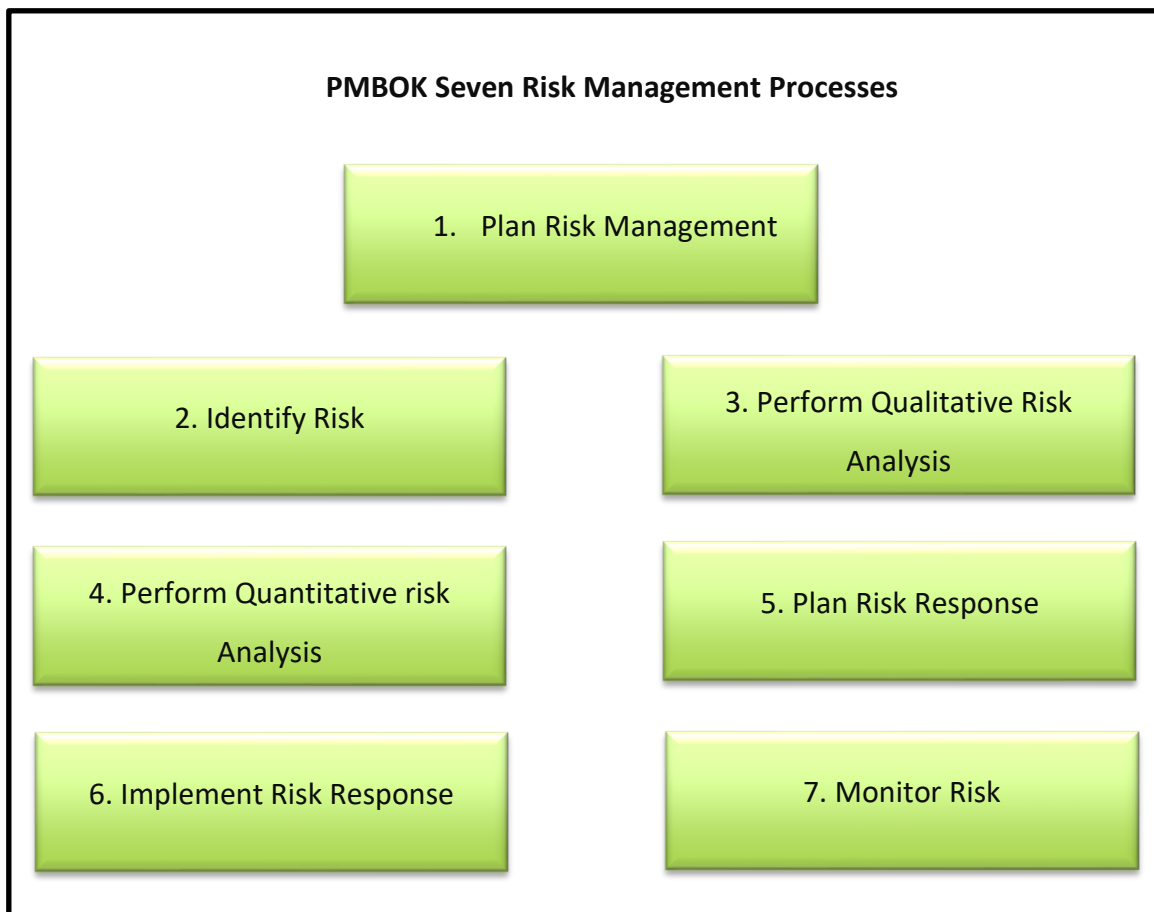 PMBOK Seven Risk Management Processes
1. Plan Risk Management
2. Identify Risk
3. Perform Qualitative Risk
Analysis
4. Perform Quantitative risk
Analysis
5. Plan Risk Response
6. Implement Risk Response
7. Monitor Risk